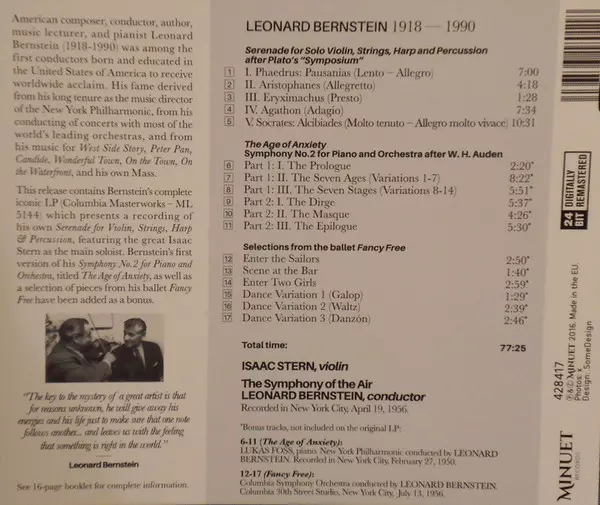 American composer, conductor, author,
music lecturer, and pianist Leonard
Bernstein (1918-1990) was among the
first conductors born and educated in
the United States of America to receive
worldwide acclaim. His fame derived
from his long tenure as the music director
of the New York Philharmonic, from his
conducting of concerts with most of the
world's leading orchestras, and from
his music for West Side Story, Peter Pan,
Candide, Wonderful Town, On the Town, On
the Waterfront, and his own Mass.
This release contains Bernstein's complete
iconic LP (Columbia Masterworks – ML
5144) which presents a recording of
his own Serenade for Violin, Strings, Harp
& Percussion, featuring the great Isaac
Stern as the main soloist. Bernstein's first
version of his Symphony No.2 for Piano and
Orchestra, titled The Age of Anxiety, as well as
a selection of pieces from his ballet Fancy
Free have been added as a bonus.
"The key to the mystery of a great artist is that
for reasons unknown, he will give away his
energies and his life just to make sure that one note
follows another... and leaves us with the feeling
that something is right in the world."
Leonard Bernstein
See 16-page booklet for complete information.
LEONARD BERNSTEIN 1918 — 1990
Serenade for Solo Violin, Strings, Harp and Percussion
after Plato's "Symposium"
1 I. Phaedrus: Pausanias (Lento – Allegro) 7:00
2 II. Aristophanes (Allegretto) 4:18
3 III. Eryximachus (Presto) 1:28
4 IV. Agathon (Adagio) 7:34
5 V. Socrates: Alcibiades (Molto tenuto – Allegro molto vivace) 10:31
The Age of Anxiety
Symphony No.2 for Piano and Orchestra after W. H. Auden
6 Part 1: I. The Prologue 2:20*
7 Part 1: II. The Seven Ages (Variations 1-7) 8:22*
8 Part 1: III. The Seven Stages (Variations 8-14) 5:51*
9 Part 2: I. The Dirge 5:37*
10 Part 2: II. The Masque 4:26*
11 Part 2: III. The Epilogue 5:30*
Selections from the ballet Fancy Free
12 Enter the Sailors 2:50*
13 Scene at the Bar 1:40*
14 Enter Two Girls 2:59*
15 Dance Variation 1 (Galop) 1:29*
16 Dance Variation 2 (Waltz) 2:39*
17 Dance Variation 3 (Danzón) 2:46*
Total time: 77:25
ISAAC STERN, violin
The Symphony of the Air
LEONARD BERNSTEIN, conductor
Recorded in New York City, April 19, 1956.
*Bonus tracks, not included on the original LP:
6-11 (The Age of Anxiety):
LUKAS FOSS, piano. New York Philharmonic conducted by LEONARD
BERNSTEIN. Recorded in New York City, February 27, 1950.
12-17 (Fancy Free):
Columbia Symphony Orchestra conducted by LEONARD BERNSTEIN.
Columbia 30th Street Studio, New York City, July 13, 1956.
24 BIT DIGITALLY REMASTERED
428417
℗ & © MINUET 2016. Made in the EU.
Photos: x
Design: SomeDesign
MINUET
RECORDS